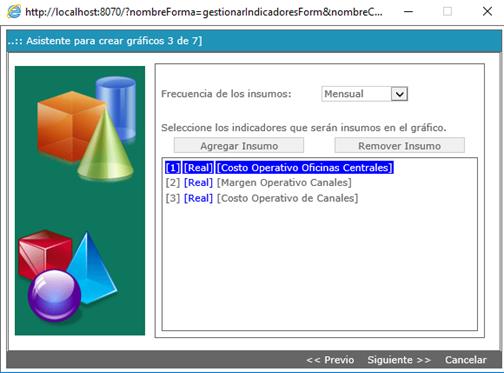 http://localhost:8070/?nombreForma=gestionarIndicadoresForm&nombreC...
..:: Asistente para crear gráficos 3 de 7]
Frecuencia de los insumos: Mensual
Seleccione los indicadores que serán insumos en el gráfico.
Agregar Insumo Remover Insumo
[1] [Real] [Costo Operativo Oficinas Centrales]
[2] [Real] [Margen Operativo Canales]
[3] [Real] [Costo Operativo de Canales]
<< Previo Siguiente >> Cancelar